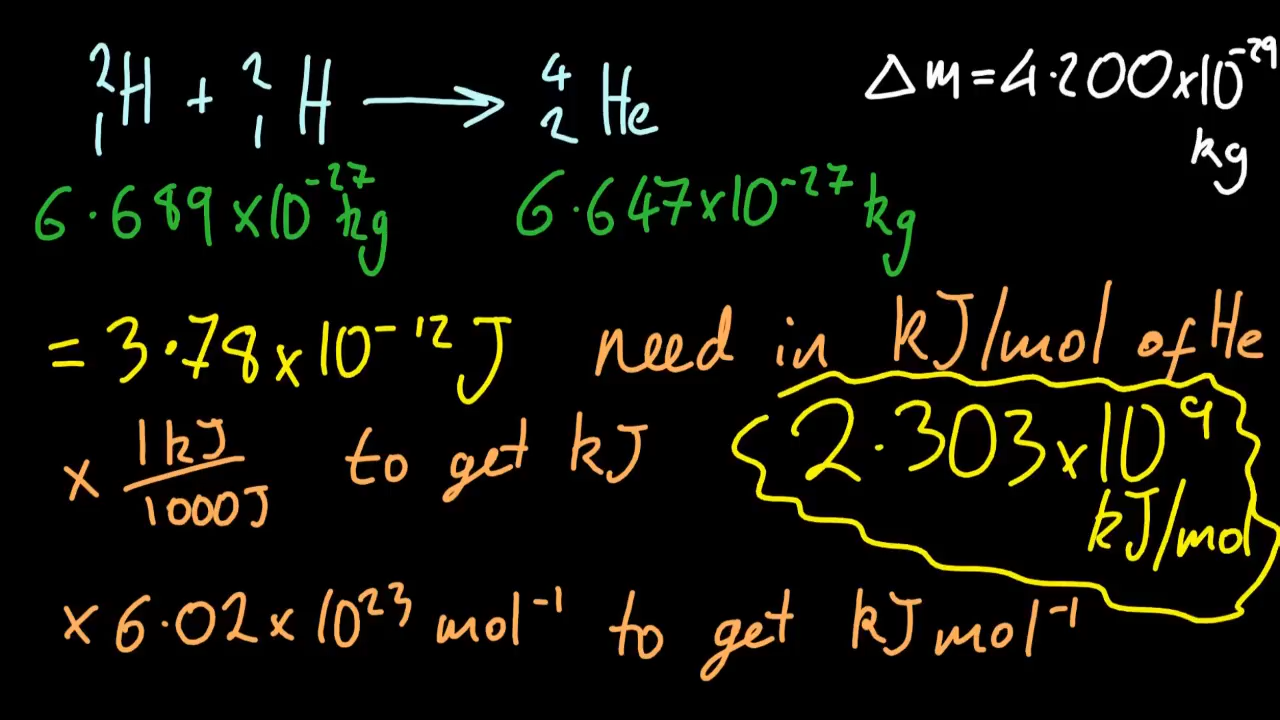 ²₁H + ²₁H ⟶ ⁴₂He
Δm = 4.200 × 10⁻²⁹ kg
6.689 × 10⁻²⁷ kg 6.647 × 10⁻²⁷ kg
= 3.78 × 10⁻¹² J need in kJ/mol of He
× 1kJ/1000J to get kJ
2.303 × 10⁹
kJ/mol
× 6.02 × 10²³ mol⁻¹ to get kJ mol⁻¹